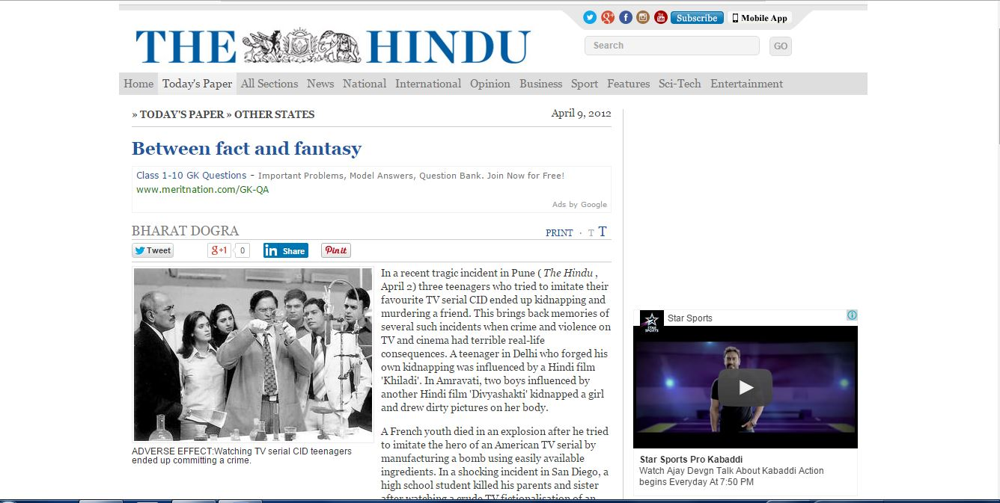 Subscribe
Mobile App
THE HINDU
Search
GO
Home Today's Paper All Sections News National International Opinion Business Sport Features Sci-Tech Entertainment
» TODAY'S PAPER » OTHER STATES
April 9, 2012
Between fact and fantasy
Class 1-10 GK Questions - Important Problems, Model Answers, Question Bank. Join Now for Free!
www.meritnation.com/GK-QA
Ads by Google
BHARAT DOGRA
PRINT · T T
Tweet
g+1 0
in Share
Pin it
ADVERSE EFFECT:Watching TV serial CID teenagers
ended up committing a crime.
In a recent tragic incident in Pune ( The Hindu ,
April 2) three teenagers who tried to imitate their
favourite TV serial CID ended up kidnapping and
murdering a friend. This brings back memories of
several such incidents when crime and violence on
TV and cinema had terrible real-life
consequences. A teenager in Delhi who forged his
own kidnapping was influenced by a Hindi film
'Khiladi'. In Amravati, two boys influenced by
another Hindi film 'Divyashakti' kidnapped a girl
and drew dirty pictures on her body.
A French youth died in an explosion after he tried
to imitate the hero of an American TV serial by
manufacturing a bomb using easily available
ingredients. In a shocking incident in San Diego, a
high school student killed his parents and sister
after watching a crude TV fictionalisation of an
STAR SPORTS
Star Sports
Star Sports Pro Kabaddi
Watch Ajay Devgn Talk About Kabaddi Action
begins Everyday At 7:50 PM